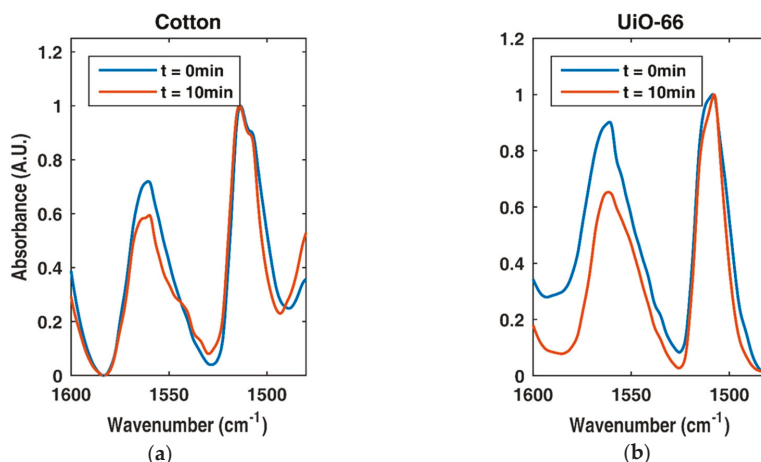 Cotton
1.2
1
0.8
0.6
0.4
0.2
0
Absorbance (A.U.)
t = 0min
t = 10min
1600
1550
1500
Wavenumber (cm⁻¹)
(a)
UiO-66
1.2
1
0.8
0.6
0.4
0.2
0
t = 0min
t = 10min
1600
1550
1500
Wavenumber (cm⁻¹)
(b)